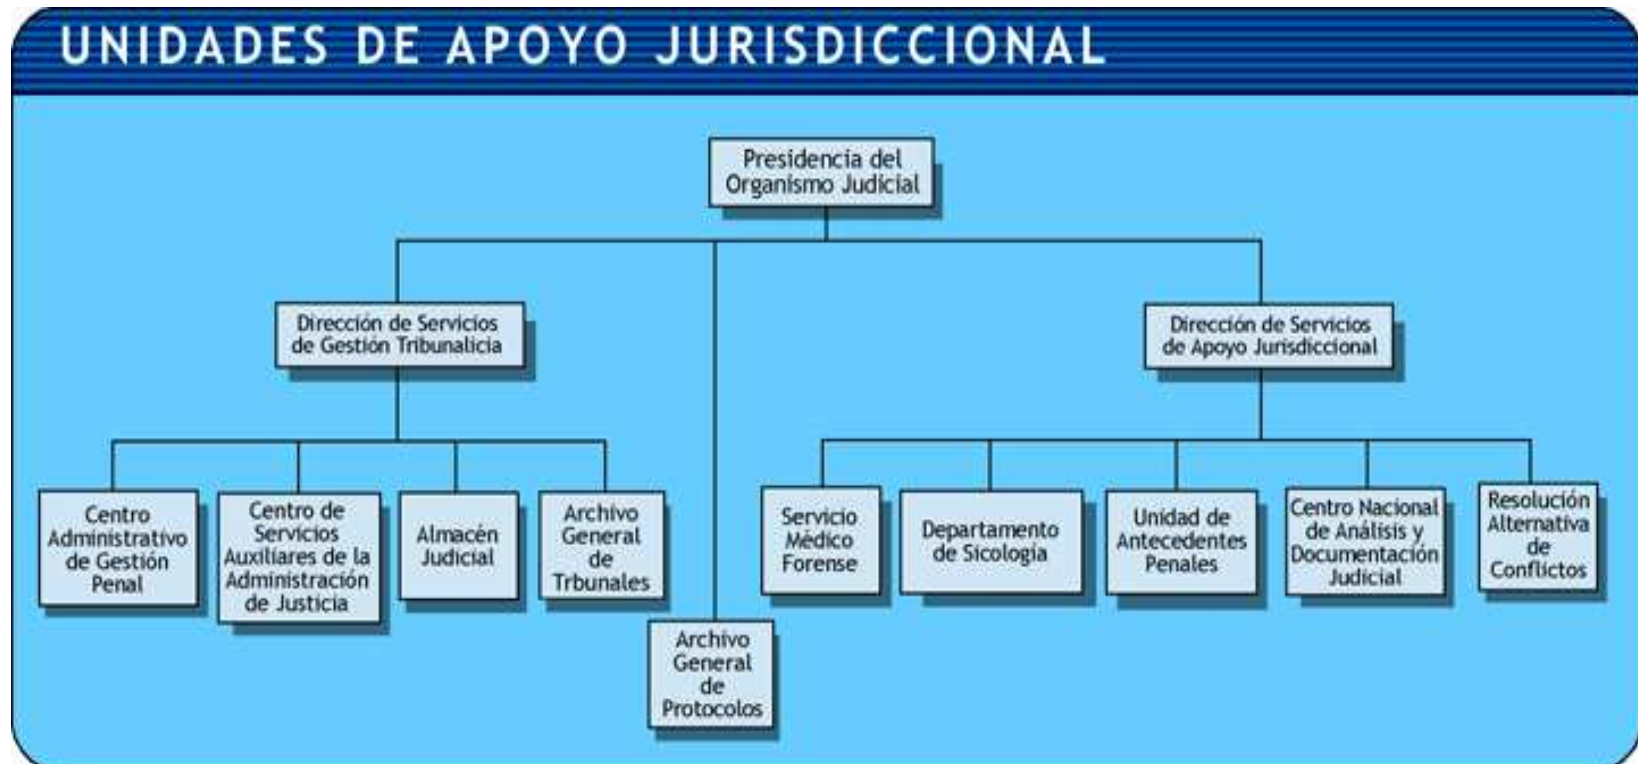 UNIDADES DE APOYO JURISDICCIONAL
Presidencia del
Organismo Judicial
Dirección de Servicios
de Gestión Tribunalicia
Dirección de Servicios
de Apoyo Jurisdiccional
Centro
Administrativo
de Gestión
Penal
Centro de
Servicios
Auxiliares de la
Administración
de Justicia
Almacén
Judicial
Archivo
General
de
Trbunales
Archivo
General
de
Protocolos
Servicio
Médico
Forense
Departamento
de Sicología
Unidad de
Antecedentes
Penales
Centro Nacional
de Análisis y
Documentación
Judicial
Resolución
Alternativa
de
Conflictos